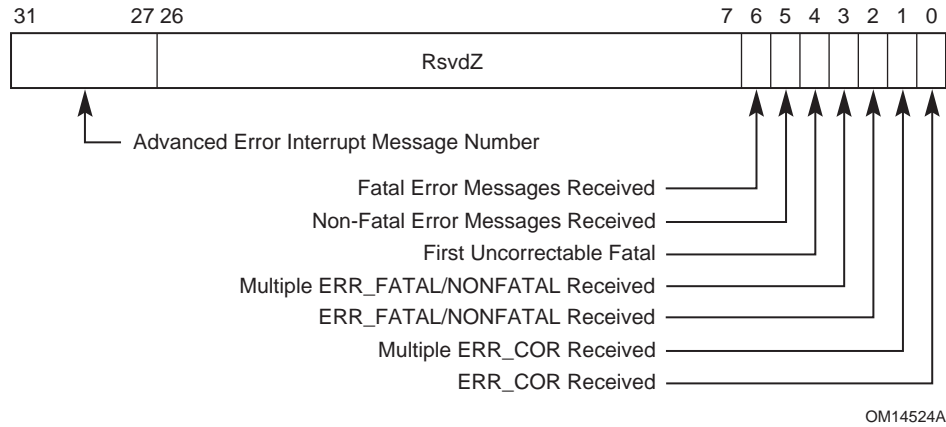 31 27 26 7 6 5 4 3 2 1 0
RsvdZ
Advanced Error Interrupt Message Number
Fatal Error Messages Received
Non-Fatal Error Messages Received
First Uncorrectable Fatal
Multiple ERR_FATAL/NONFATAL Received
ERR_FATAL/NONFATAL Received
Multiple ERR_COR Received
ERR_COR Received
OM14524A